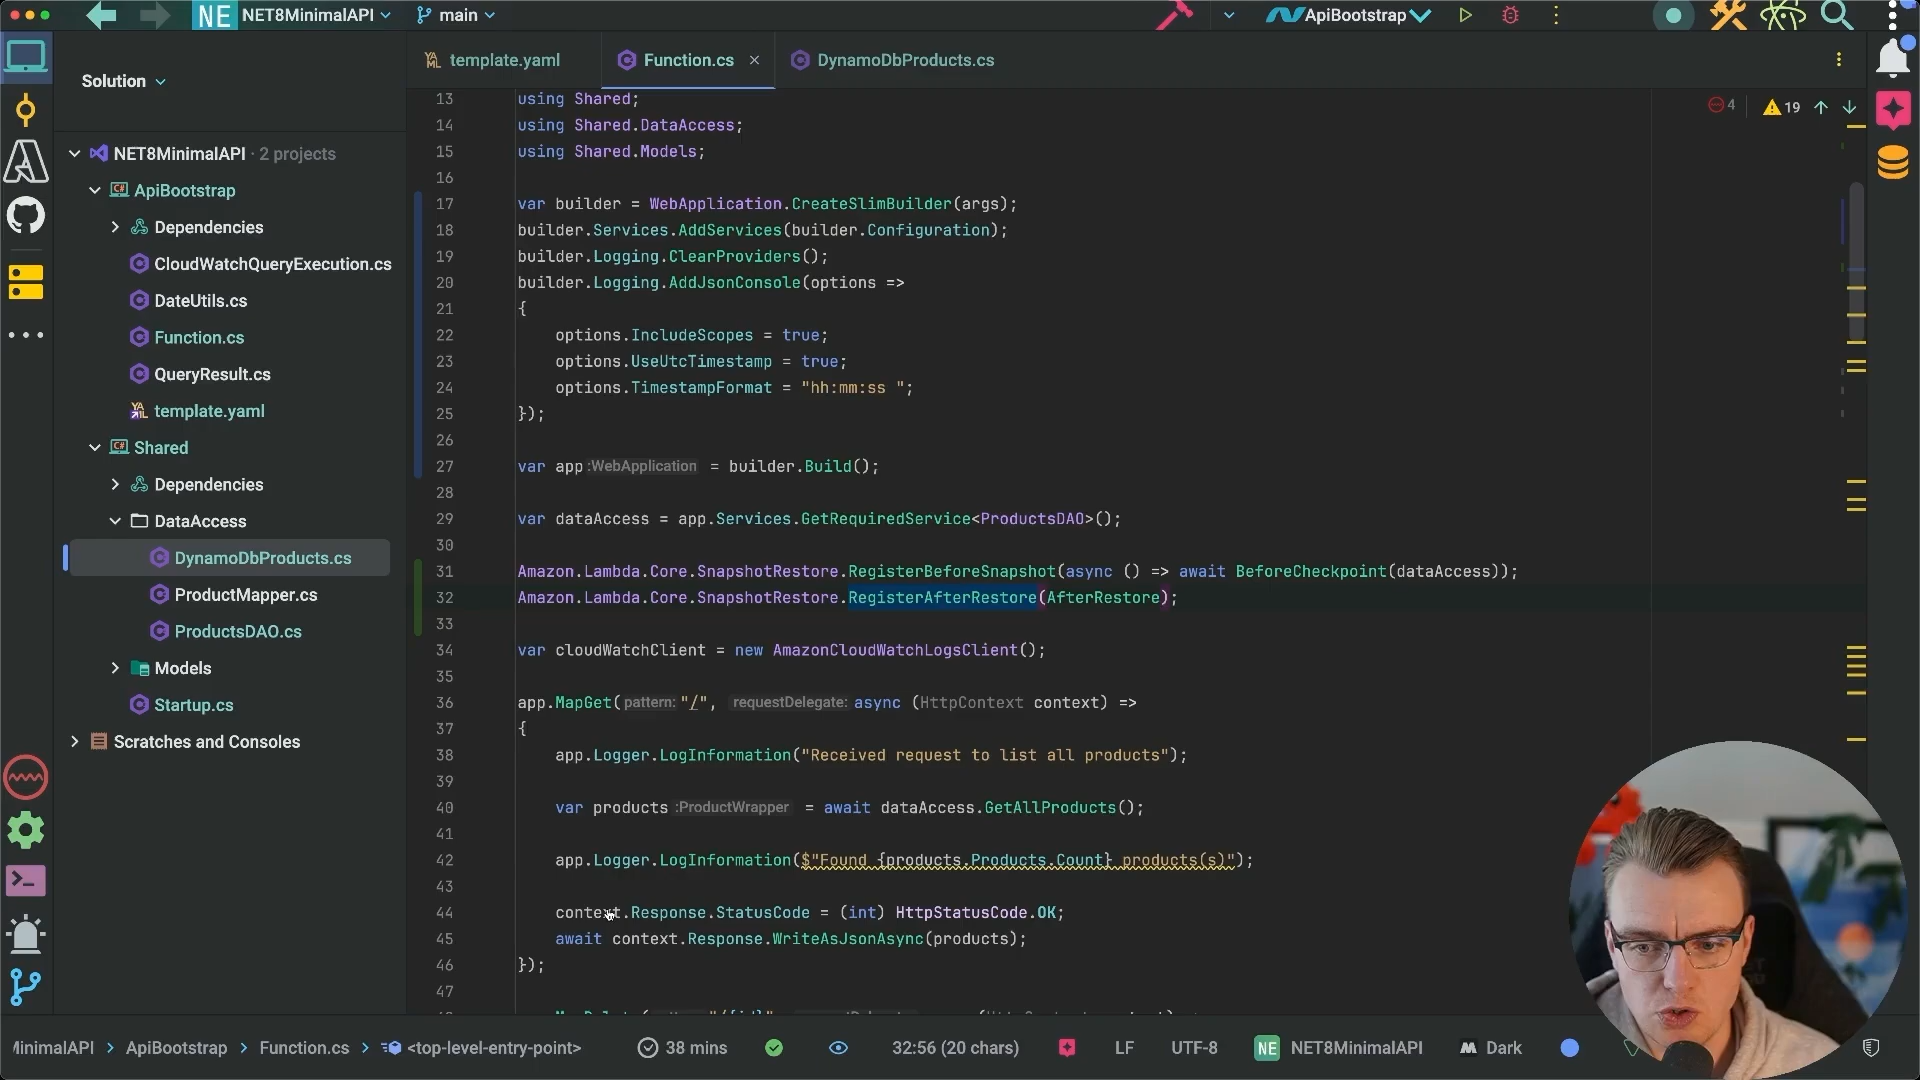 NE NET8MinimalAPI main ApiBootstrap
Solution
template.yaml Function.cs DynamoDbProducts.cs
4 19
NET8MinimalAPI · 2 projects
ApiBootstrap
Dependencies
CloudWatchQueryExecution.cs
DateUtils.cs
Function.cs
QueryResult.cs
template.yaml
Shared
Dependencies
DataAccess
DynamoDbProducts.cs
ProductMapper.cs
ProductsDAO.cs
Models
Startup.cs
Scratches and Consoles
13 using Shared;
14 using Shared.DataAccess;
15 using Shared.Models;
16
17 var builder = WebApplication.CreateSlimBuilder(args);
18 builder.Services.AddServices(builder.Configuration);
19 builder.Logging.ClearProviders();
20 builder.Logging.AddJsonConsole(options =>
21 {
22 options.IncludeScopes = true;
23 options.UseUtcTimestamp = true;
24 options.TimestampFormat = "hh:mm:ss ";
25 });
26
27 var app :WebApplication = builder.Build();
28
29 var dataAccess = app.Services.GetRequiredService<ProductsDAO>();
30
31 Amazon.Lambda.Core.SnapshotRestore.RegisterBeforeSnapshot(async () => await BeforeCheckpoint(dataAccess));
32 Amazon.Lambda.Core.SnapshotRestore.RegisterAfterRestore(AfterRestore);
33
34 var cloudWatchClient = new AmazonCloudWatchLogsClient();
35
36 app.MapGet( pattern: "/", requestDelegate: async (HttpContext context) =>
37 {
38 app.Logger.LogInformation("Received request to list all products");
39
40 var products :ProductWrapper = await dataAccess.GetAllProducts();
41
42 app.Logger.LogInformation($"Found {products.Products.Count} products(s)");
43
44 context.Response.StatusCode = (int) HttpStatusCode.OK;
45 await context.Response.WriteAsJsonAsync(products);
46 });
47
MinimalAPI > ApiBootstrap > Function.cs > <top-level-entry-point> 38 mins 32:56 (20 chars) LF UTF-8 NE NET8MinimalAPI Dark